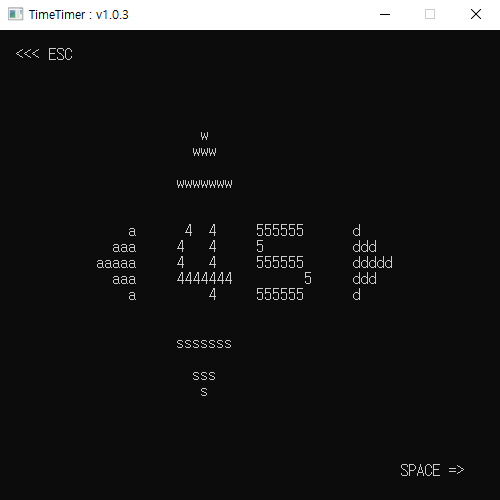 TimeTimer : v1.0.3
<<< ESC
w
www
wwwwwww
a 4 4 555555 d
aaa 4 4 5 ddd
aaaaa 4 4 555555 ddddd
aaa 4444444 5 ddd
a 4 555555 d
sssssss
sss
s
SPACE =>